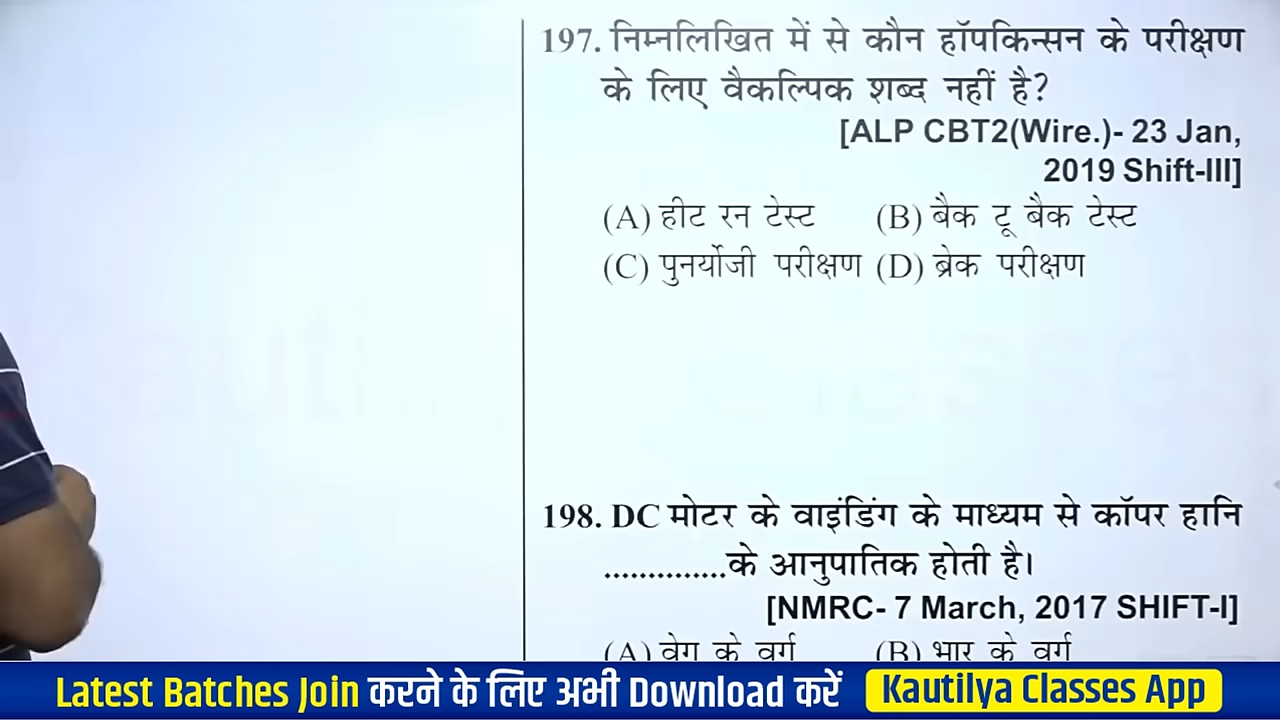 197. निम्नलिखित में से कौन हॉपकिन्सन के परीक्षण
के लिए वैकल्पिक शब्द नहीं है?
[ALP CBT2(Wire.)- 23 Jan,
2019 Shift-III]
(A) हीट रन टेस्ट (B) बैक टू बैक टेस्ट
(C) पुनर्योजी परीक्षण (D) ब्रेक परीक्षण
198. DC मोटर के वाइंडिंग के माध्यम से कॉपर हानि
..............के आनुपातिक होती है।
[NMRC- 7 March, 2017 SHIFT-I]
(A) वेग के वर्ग (B) भार के वर्ग
Latest Batches Join करने के लिए अभी Download करें Kautilya Classes App